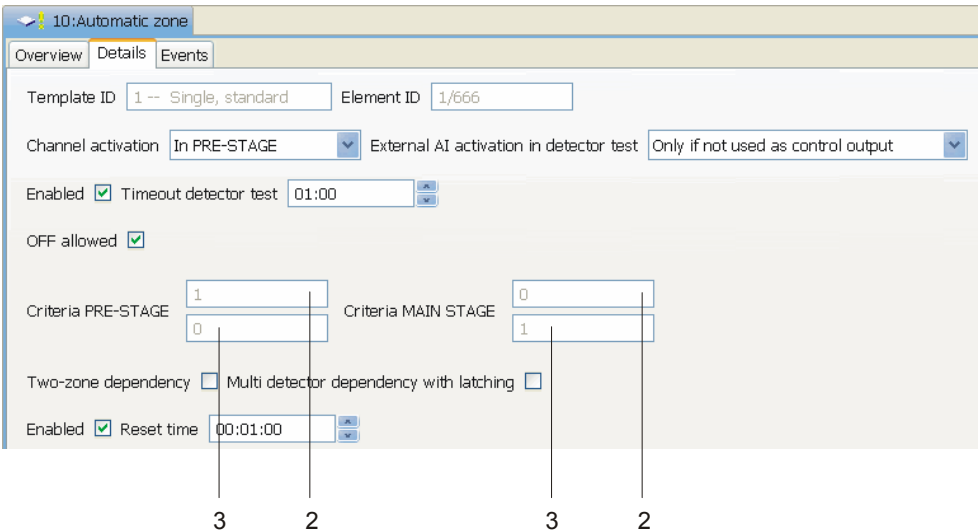 10:Automatic zone
Overview Details Events
Template ID 1 -- Single, standard Element ID 1/666
Channel activation In PRE-STAGE External AI activation in detector test Only if not used as control output
Enabled Timeout detector test 01:00
OFF allowed
Criteria PRE-STAGE 1 0 Criteria MAIN STAGE 0 1
Two-zone dependency Multi detector dependency with latching
Enabled Reset time 00:01:00
3 2 3 2